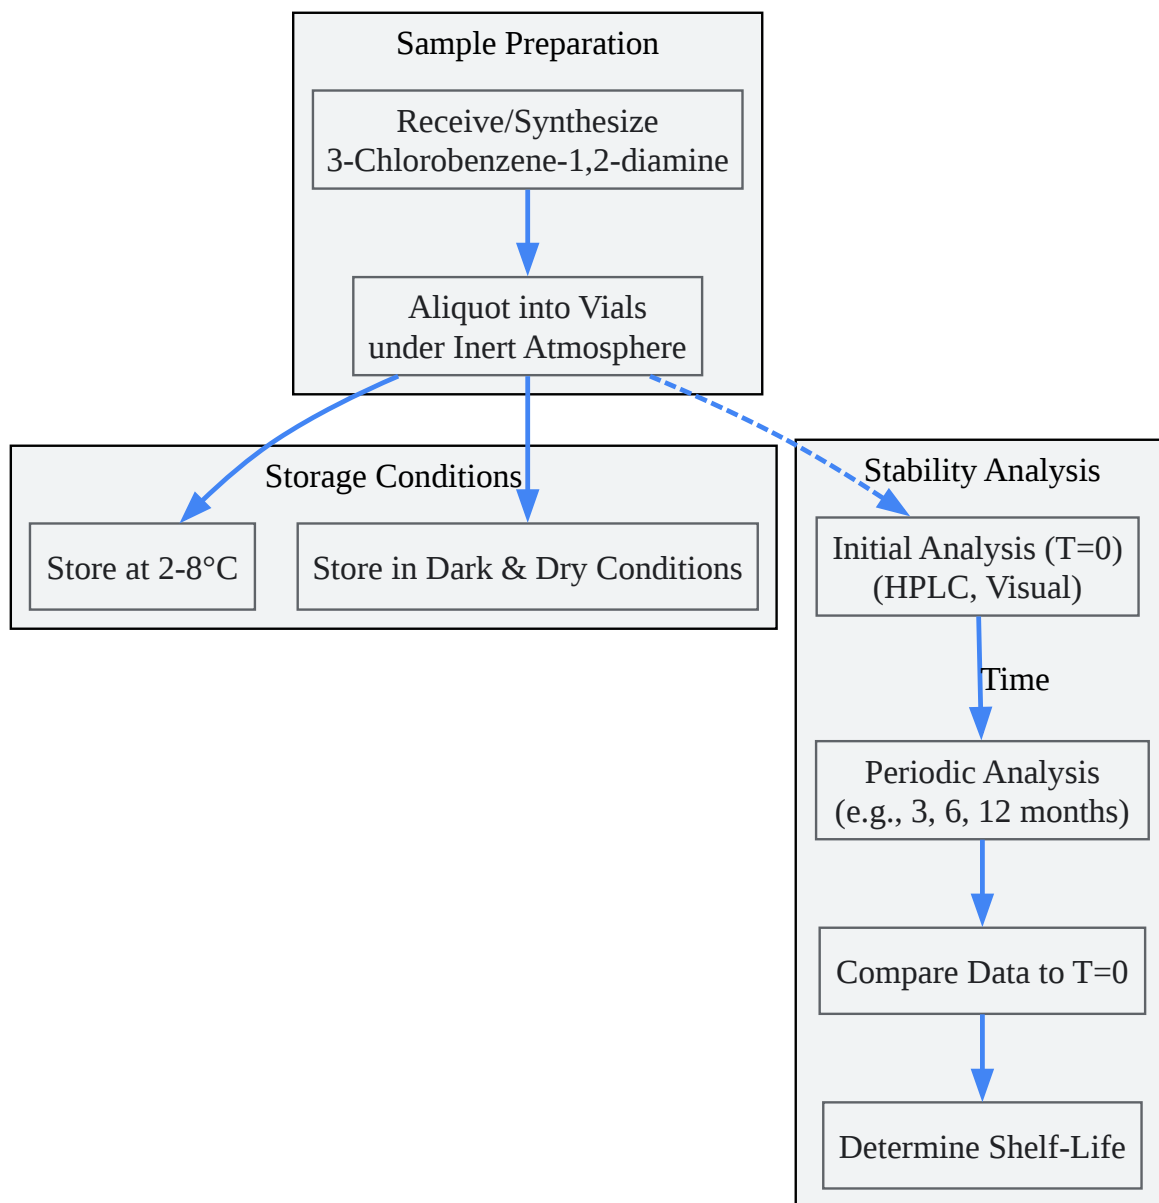 Sample Preparation
Receive/Synthesize
3-Chlorobenzene-1,2-diamine
Aliquot into Vials
under Inert Atmosphere
Storage Conditions
Store at 2-8°C
Store in Dark & Dry Conditions
Stability Analysis
Initial Analysis (T=0)
(HPLC, Visual)
Time
Periodic Analysis
(e.g., 3, 6, 12 months)
Compare Data to T=0
Determine Shelf-Life